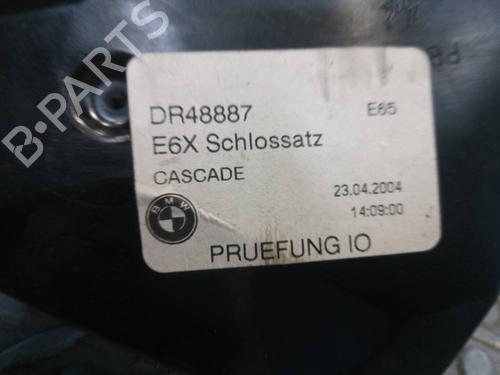 DR48887 E65
E6X Schlossatz
CASCADE
23.04.2004
14:09:00
BMW
PRUEFUNG IO
B-PARTS